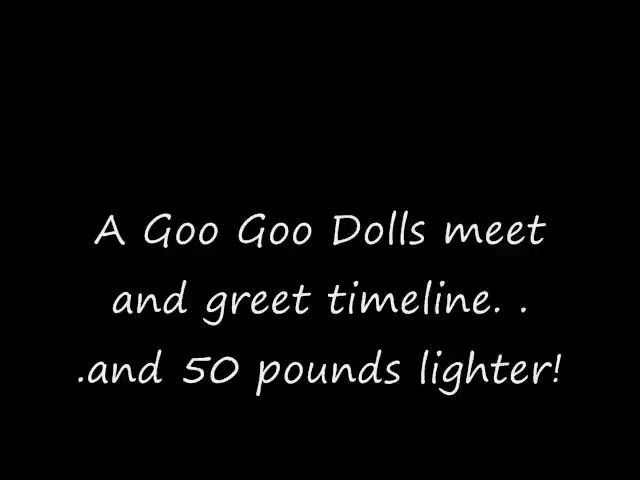 A Goo Goo Dolls meet
and greet timeline. .
.and 50 pounds lighter!